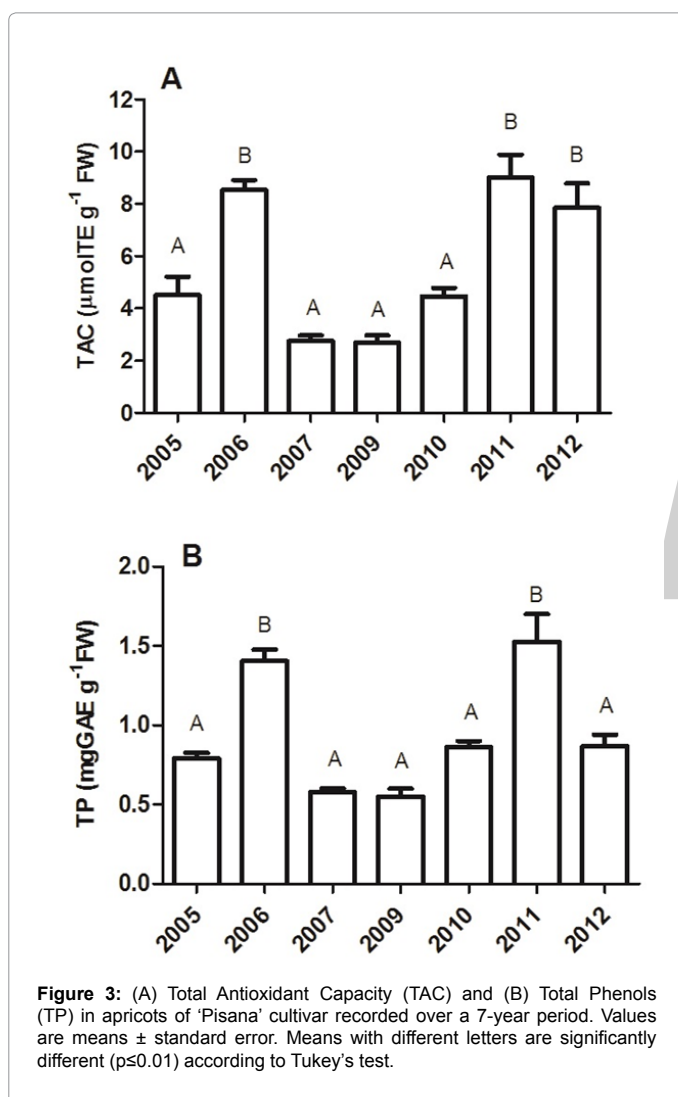 A
TAC (µmolTE g⁻¹ FW)
12
10
8
6
4
2
0
A
B
A
A
A
B
B
2005
2006
2007
2009
2010
2011
2012
B
TP (mgGAE g⁻¹FW)
2.0
1.5
1.0
0.5
0.0
A
B
A
A
A
B
A
2005
2006
2007
2009
2010
2011
2012
Figure 3: (A) Total Antioxidant Capacity (TAC) and (B) Total Phenols
(TP) in apricots of ‘Pisana’ cultivar recorded over a 7-year period. Values
are means ± standard error. Means with different letters are significantly
different (p≤0.01) according to Tukey’s test.